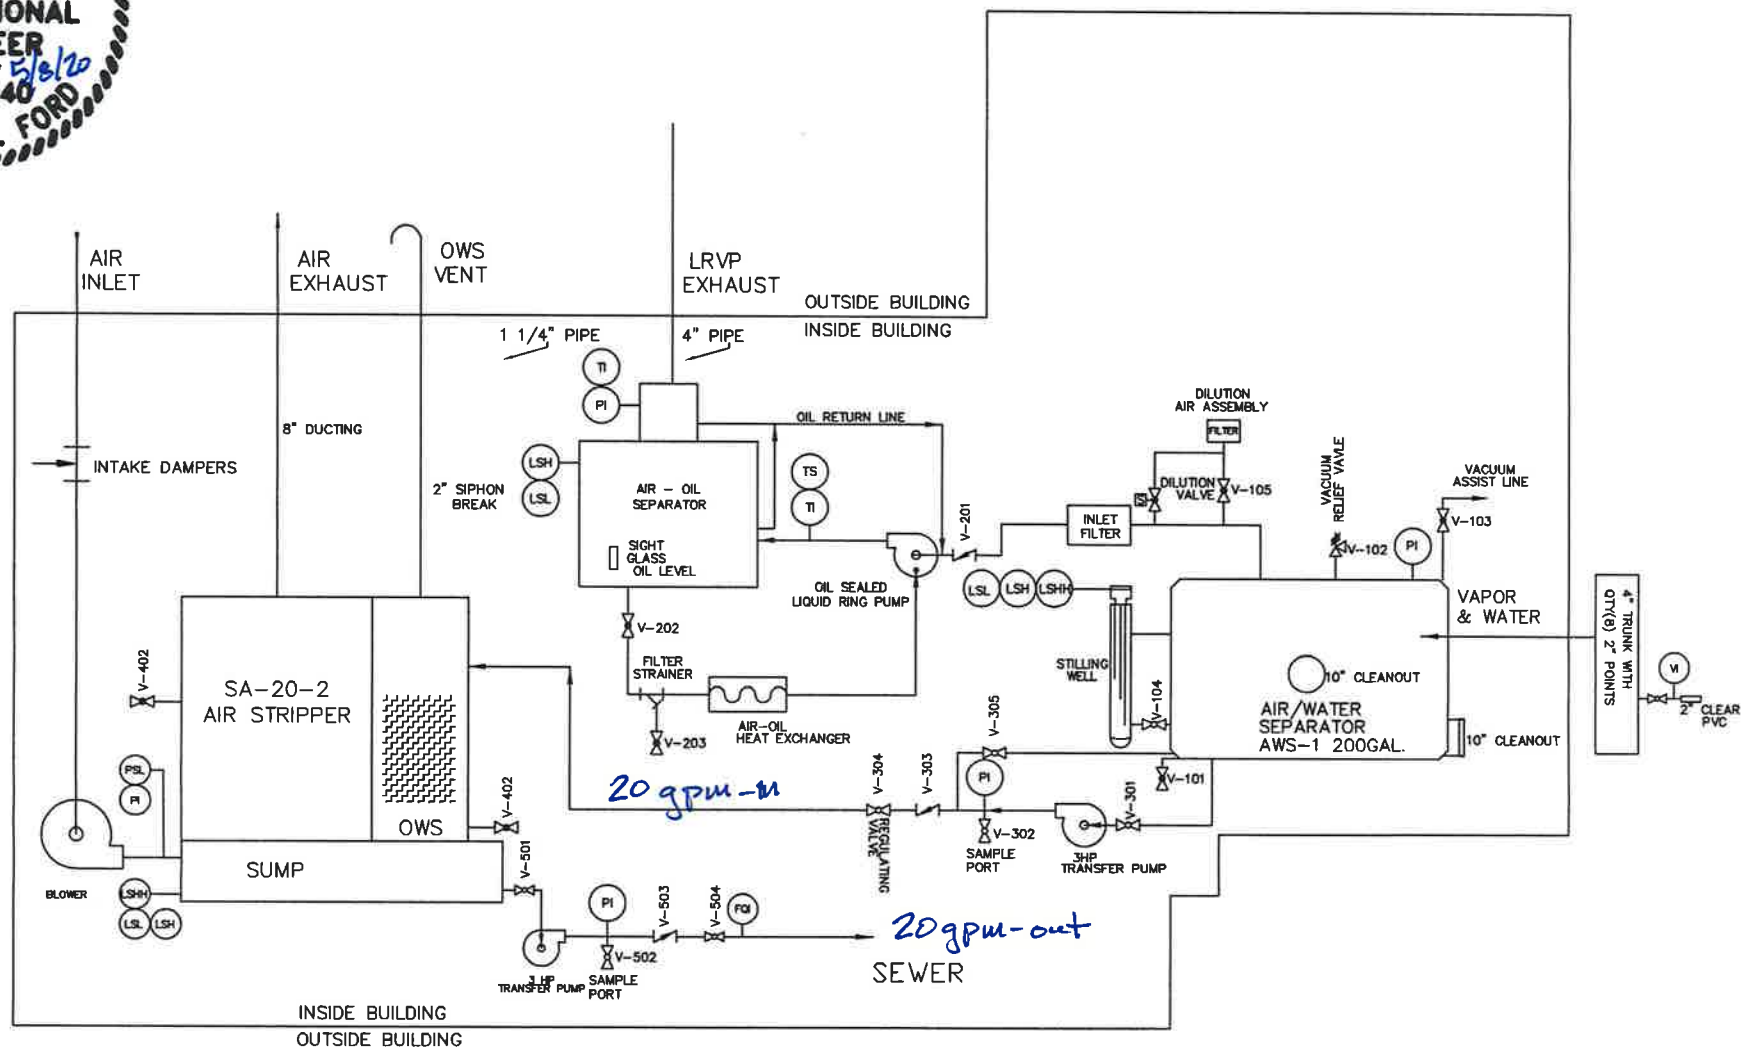 IONAL
EER
5/8/20
40
FORD
AIR
INLET
AIR
EXHAUST
OWS
VENT
LRVP
EXHAUST
OUTSIDE BUILDING
INSIDE BUILDING
1 1/4" PIPE
4" PIPE
TI
PI
8" DUCTING
INTAKE DAMPERS
2" SIPHON
BREAK
LSH
LSL
AIR - OIL
SEPARATOR
SIGHT
GLASS
OIL LEVEL
OIL RETURN LINE
TS
TI
OIL SEALED
LIQUID RING PUMP
V-201
INLET
FILTER
DILUTION
AIR ASSEMBLY
FILTER
S
DILUTION
VALVE
V-105
VACUUM
RELIEF VAVLE
V-102
PI
VACUUM
ASSIST LINE
V-103
LSL
LSH
LSHH
STILLING
WELL
V-104
VAPOR
& WATER
10" CLEANOUT
AIR/WATER
SEPARATOR
AWS-1 200GAL.
10" CLEANOUT
4" TRUNK WITH
QTY(8) 2" POINTS
VI
2" CLEAR
PVC
V-202
FILTER
STRAINER
V-203
AIR-OIL
HEAT EXCHANGER
V-402
SA-20-2
AIR STRIPPER
OWS
V-402
SUMP
PSL
PI
BLOWER
LSHH
LSL
LSH
20 gpm-in
V-304
REGULATING
VALVE
V-303
V-305
PI
V-302
SAMPLE
PORT
3HP
TRANSFER PUMP
V-301
V-101
V-501
3 HP
TRANSFER PUMP
PI
V-502
SAMPLE
PORT
V-503
V-504
FQI
20 gpm-out
SEWER
INSIDE BUILDING
OUTSIDE BUILDING